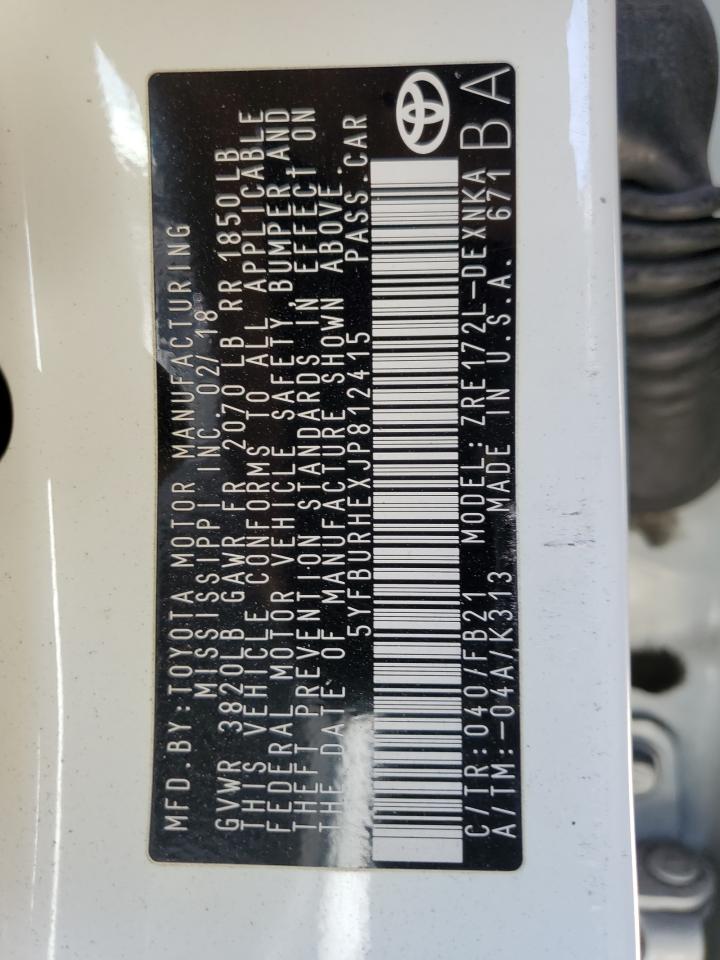 MFD.BY:TOYOTA MOTOR MANUFACTURING
MISSISSIPPI INC. 02/18
GVWR 3820LB GAWR FR 2070 LB RR 1850LB
THIS VEHICLE CONFORMS TO ALL APPLICABLE
FEDERAL MOTOR VEHICLE SAFETY,BUMPER AND
THEFT PREVENTION STANDARDS IN EFFECT ON
THE DATE OF MANUFACTURE SHOWN ABOVE.
5YFBURHEXJP812415 PASS.CAR
C/TR:040/FB21 MODEL:ZRE172L-DEXNKA
A/TM:-04A/K313 MADE IN U.S.A. 671 BA